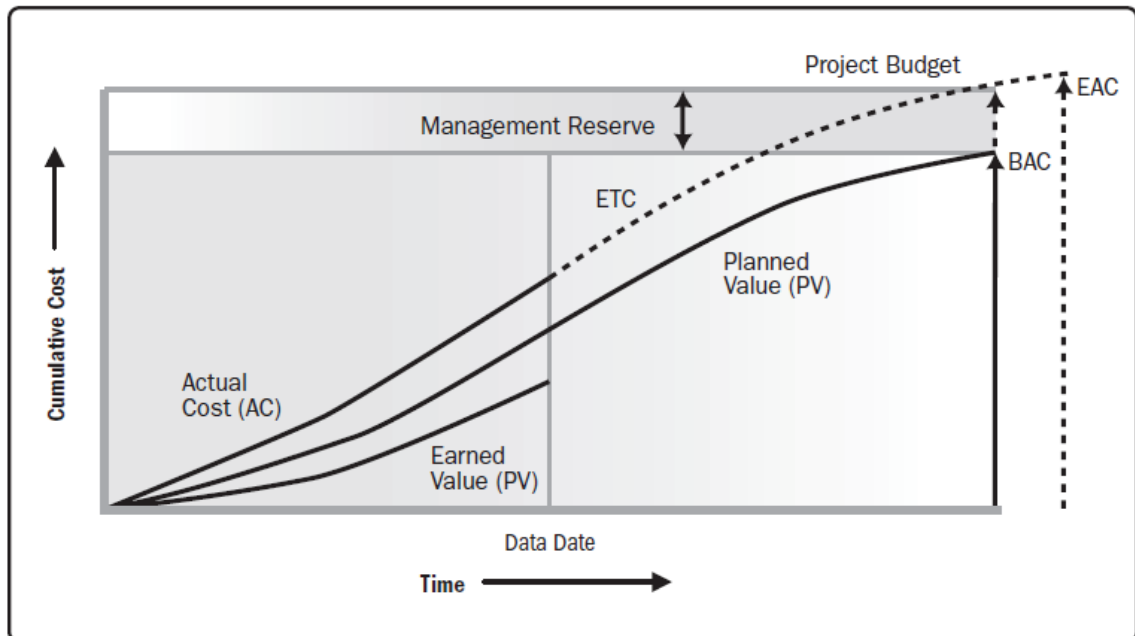 Project Budget
EAC
Management Reserve
BAC
ETC
Planned
Value (PV)
Cumulative Cost
Actual
Cost (AC)
Earned
Value (PV)
Data Date
Time